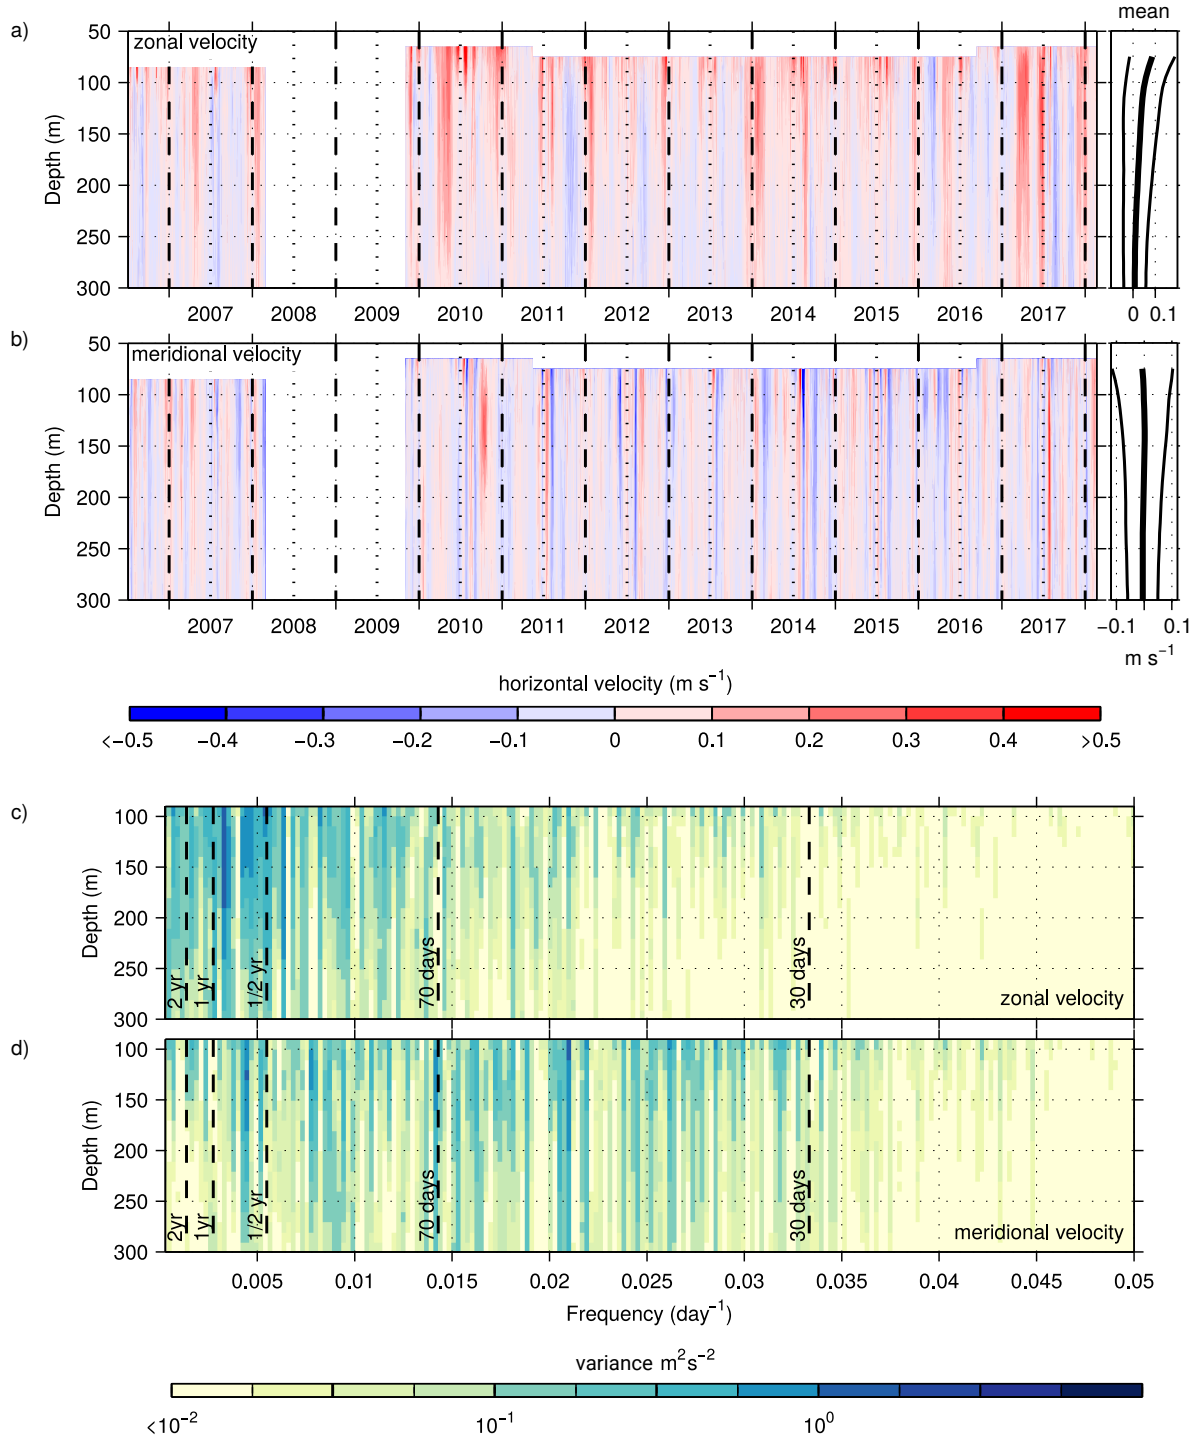 a)
mean
zonal velocity
50
100
150
200
250
300
Depth (m)
2007 2008 2009 2010 2011 2012 2013 2014 2015 2016 2017
0 0.1
b)
meridional velocity
50
100
150
200
250
300
Depth (m)
2007 2008 2009 2010 2011 2012 2013 2014 2015 2016 2017
−0.1 0.1
m s⁻¹
horizontal velocity (m s⁻¹)
<−0.5 −0.4 −0.3 −0.2 −0.1 0 0.1 0.2 0.3 0.4 >0.5
c)
100
150
200
250
300
Depth (m)
2 yr
1 yr
1/2 yr
70 days
30 days
zonal velocity
d)
100
150
200
250
300
Depth (m)
2yr
1yr
1/2 yr
70 days
30 days
meridional velocity
0.005 0.01 0.015 0.02 0.025 0.03 0.035 0.04 0.045 0.05
Frequency (day⁻¹)
variance m²s⁻²
<10⁻² 10⁻¹ 10⁰